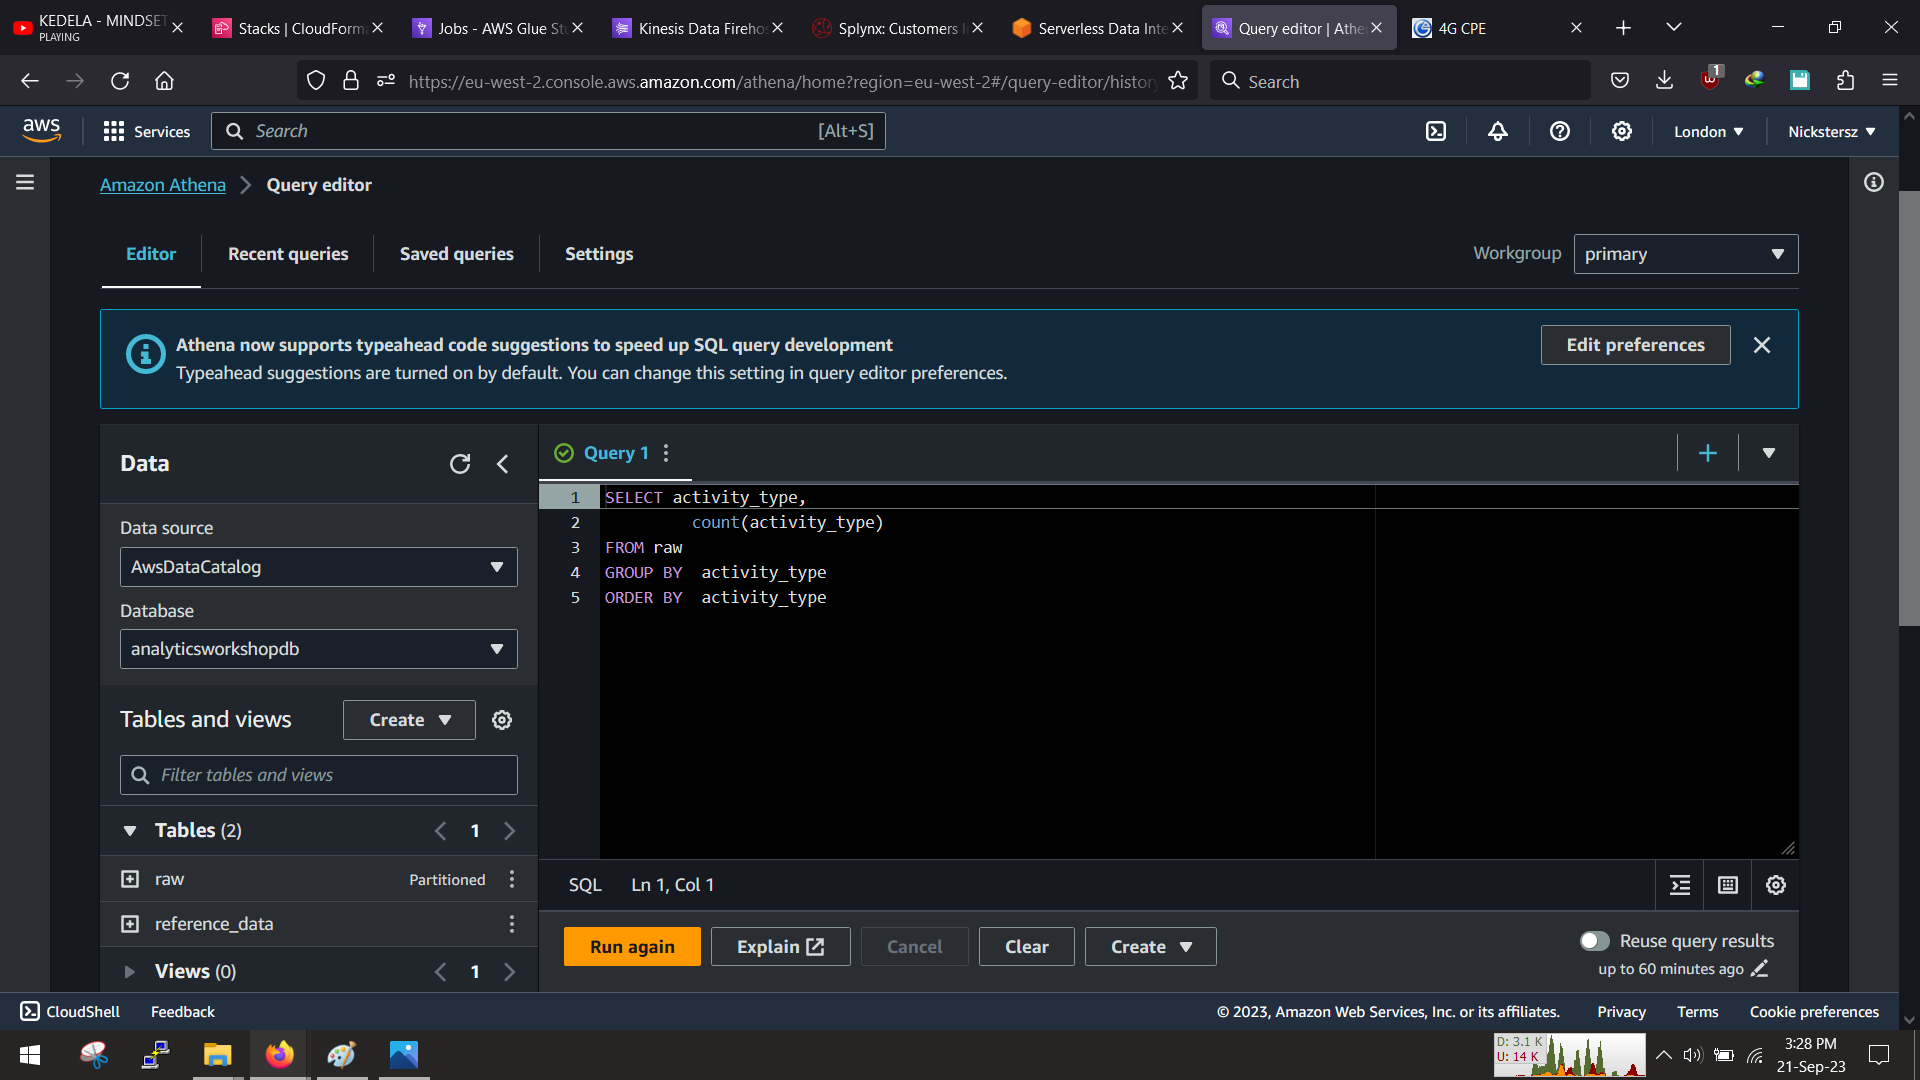 KEDELA - MINDSET
PLAYING
Stacks | CloudForma
Jobs - AWS Glue Stu
Kinesis Data Firehos
Splynx: Customers li
Serverless Data Inte
Query editor | Athe
4G CPE
https://eu-west-2.console.aws.amazon.com/athena/home?region=eu-west-2#/query-editor/history
Search
1
aws
Services
Search
[Alt+S]
London
Nickstersz
Amazon Athena
Query editor
Editor
Recent queries
Saved queries
Settings
Workgroup
primary
Athena now supports typeahead code suggestions to speed up SQL query development
Typeahead suggestions are turned on by default. You can change this setting in query editor preferences.
Edit preferences
Data
Data source
AwsDataCatalog
Database
analyticsworkshopdb
Tables and views
Create
Filter tables and views
Tables (2)
1
raw
Partitioned
reference_data
Views (0)
1
Query 1
1 SELECT activity_type,
2 count(activity_type)
3 FROM raw
4 GROUP BY activity_type
5 ORDER BY activity_type
SQL
Ln 1, Col 1
Run again
Explain
Cancel
Clear
Create
Reuse query results
up to 60 minutes ago
CloudShell
Feedback
© 2023, Amazon Web Services, Inc. or its affiliates.
Privacy
Terms
Cookie preferences
D: 3.1 K
U: 14 K
3:28 PM
21-Sep-23